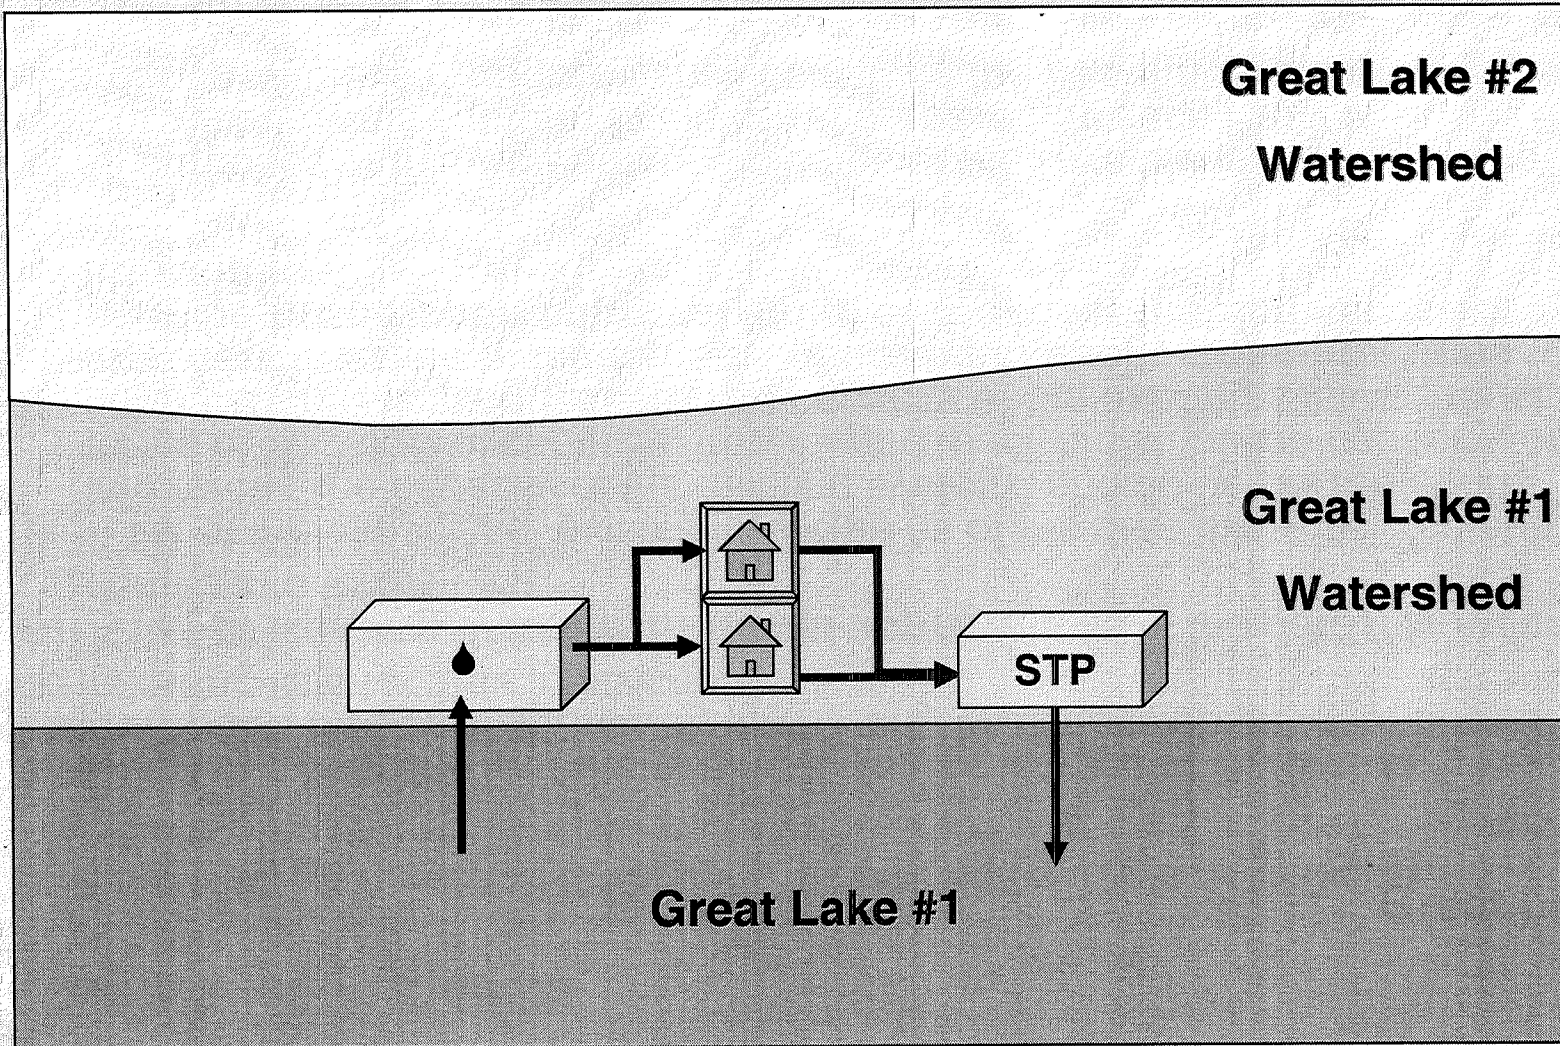 Great Lake #2
Watershed
Great Lake #1
Watershed
STP
Great Lake #1